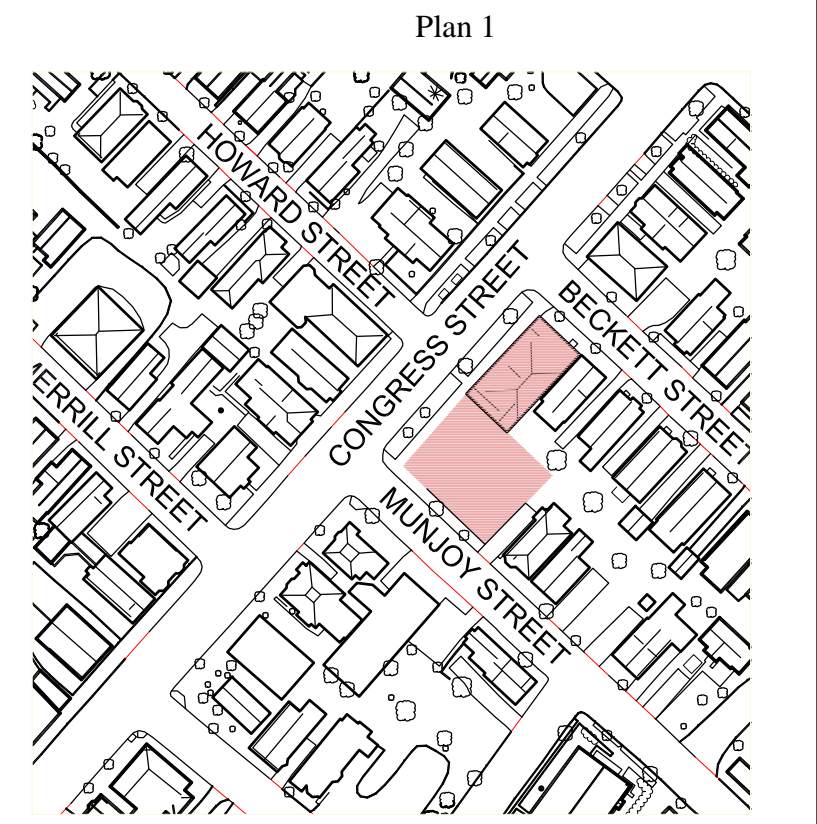 Plan 1
HOWARD STREET
CONGRESS STREET
BECKETT STREET
MERRILL STREET
MUNJOY STREET